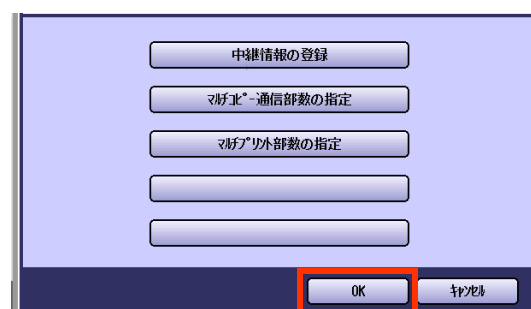 中継情報の登録
ﾏﾙﾁｺﾋﾟｰ通信部数の指定
ﾏﾙﾁﾌﾟﾘﾝﾄ部数の指定
OK
ｷｬﾝｾﾙ